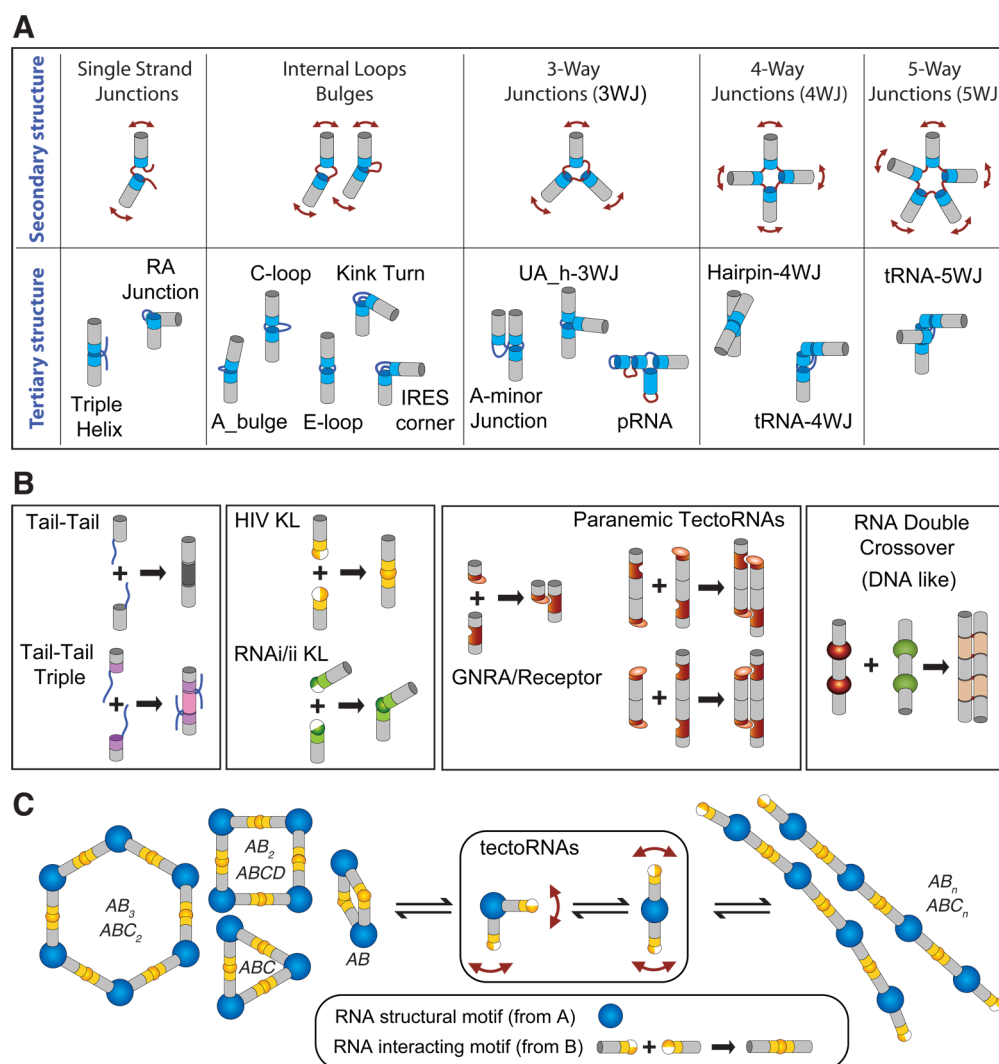 A
Secondary structure
Single Strand
Junctions
Internal Loops
Bulges
3-Way
Junctions (3WJ)
4-Way
Junctions (4WJ)
5-Way
Junctions (5WJ
Tertiary structure
RA
Junction
Triple
Helix
C-loop
Kink Turn
A_bulge
E-loop
IRES
corner
UA_h-3WJ
A-minor
Junction
pRNA
Hairpin-4WJ
tRNA-4WJ
tRNA-5WJ
B
Tail-Tail
+
Tail-Tail
Triple
+
HIV KL
+
RNAi/ii KL
+
GNRA/Receptor
+
Paranemic TectoRNAs
+
+
RNA Double
Crossover
(DNA like)
+
C
AB3
ABC2
AB2
ABCD
ABC
AB
tectoRNAs
ABn
ABCn
RNA structural motif (from A)
RNA interacting motif (from B)
+